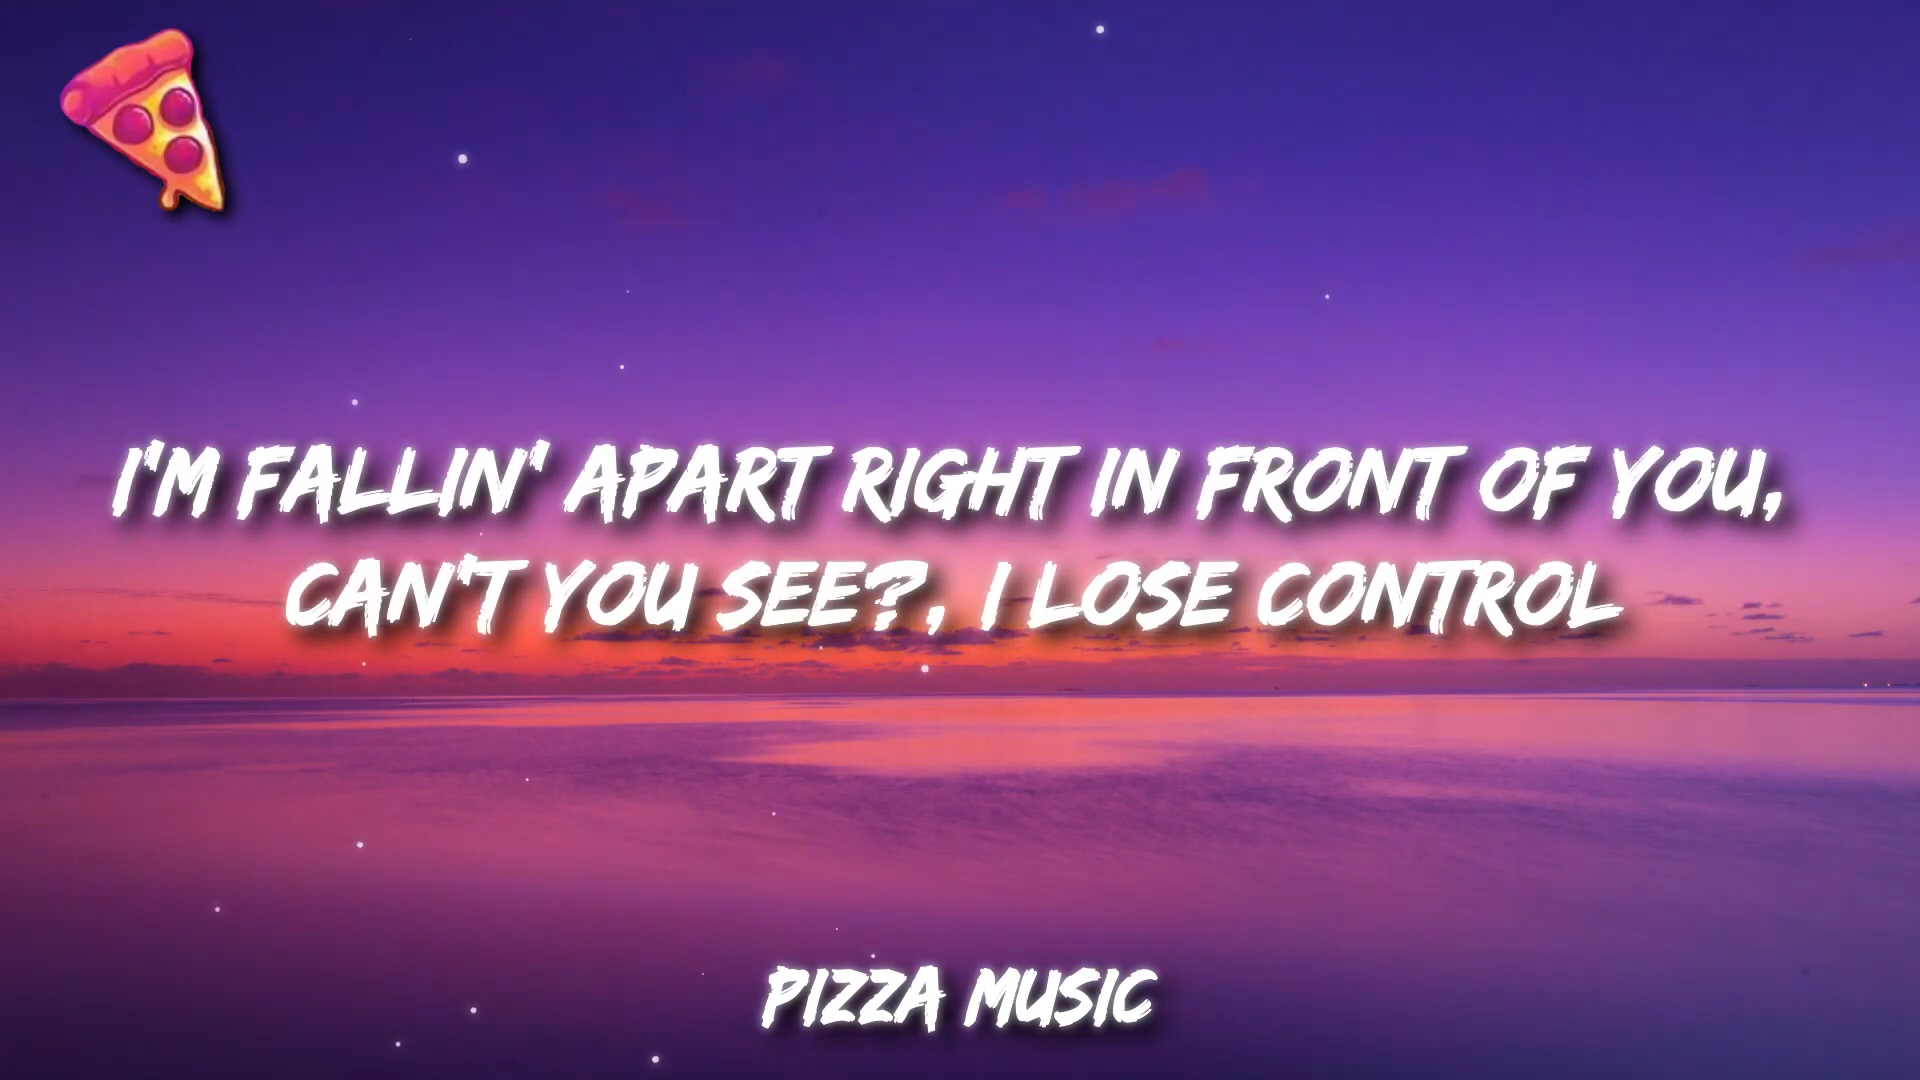 I'M FALLIN' APART RIGHT IN FRONT OF YOU,
CAN'T YOU SEE?, I LOSE CONTROL
PIZZA MUSIC